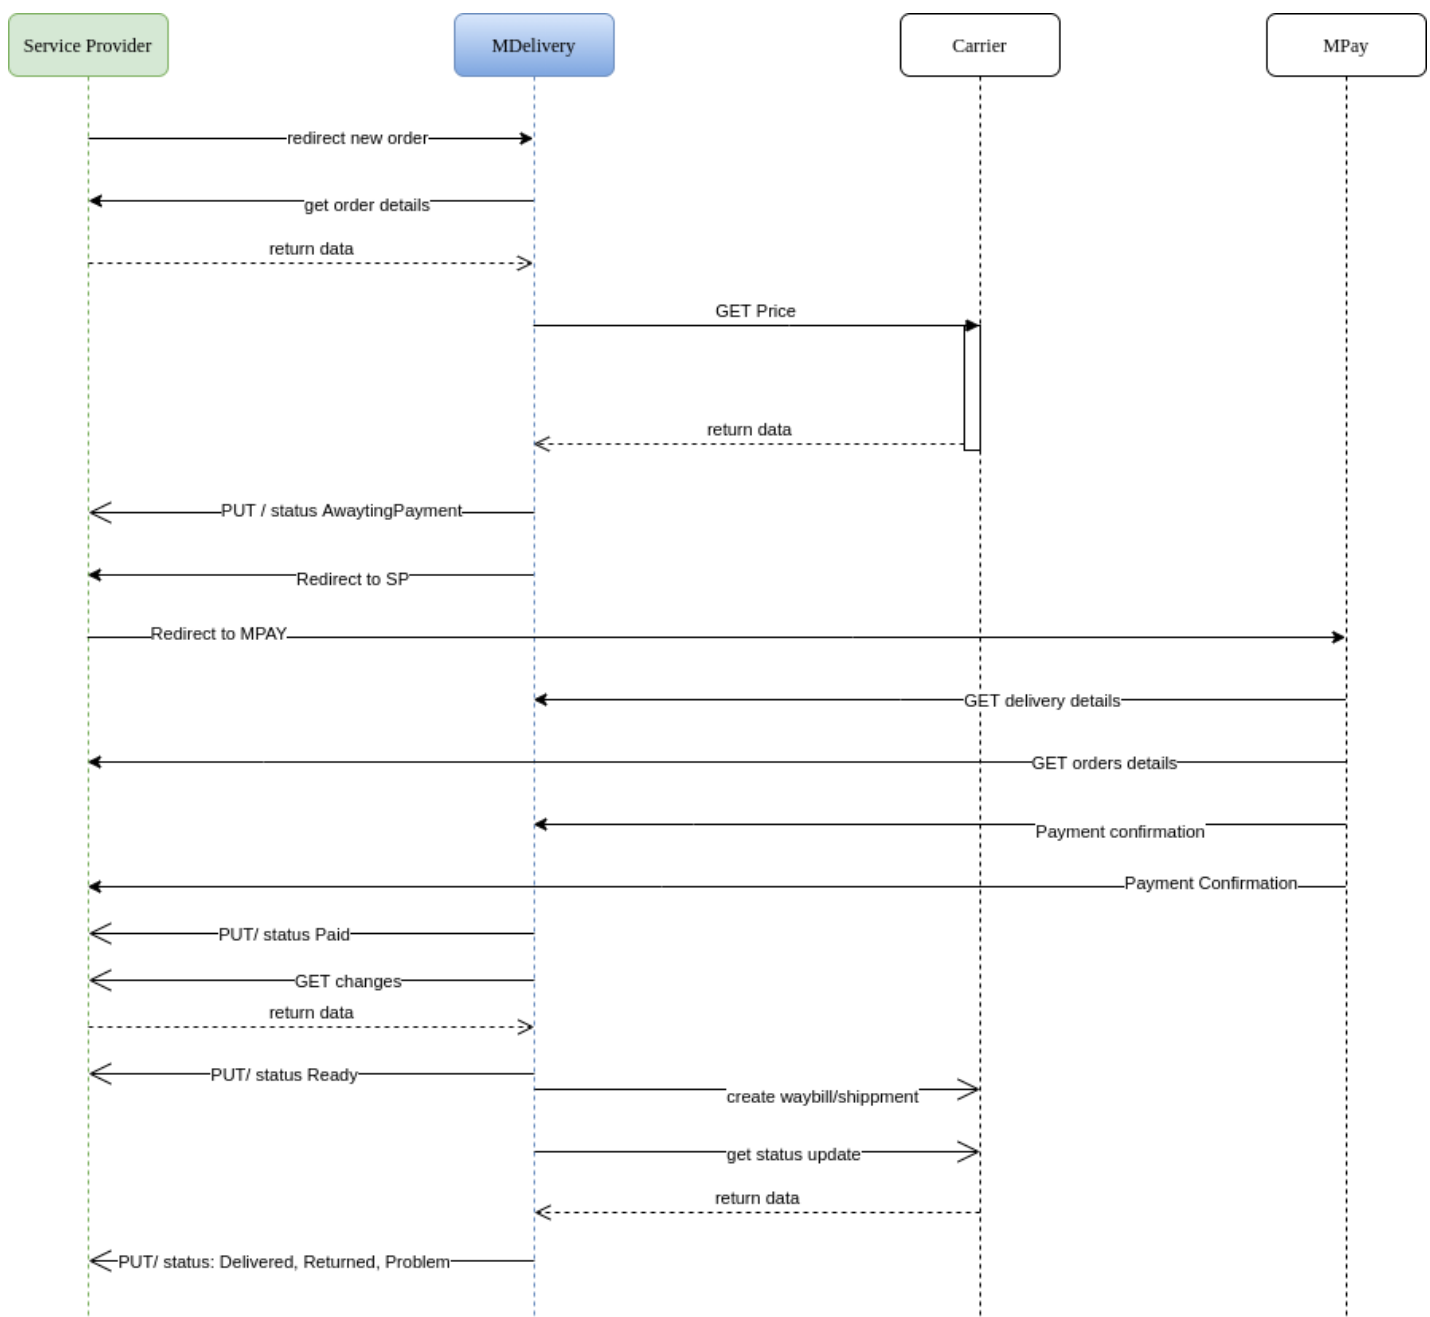 Service Provider
MDelivery
Carrier
MPay
redirect new order
get order details
return data
GET Price
return data
PUT / status AwaytingPayment
Redirect to SP
Redirect to MPAY
GET delivery details
GET orders details
Payment confirmation
Payment Confirmation
PUT/ status Paid
GET changes
return data
PUT/ status Ready
create waybill/shippment
get status update
return data
PUT/ status: Delivered, Returned, Problem